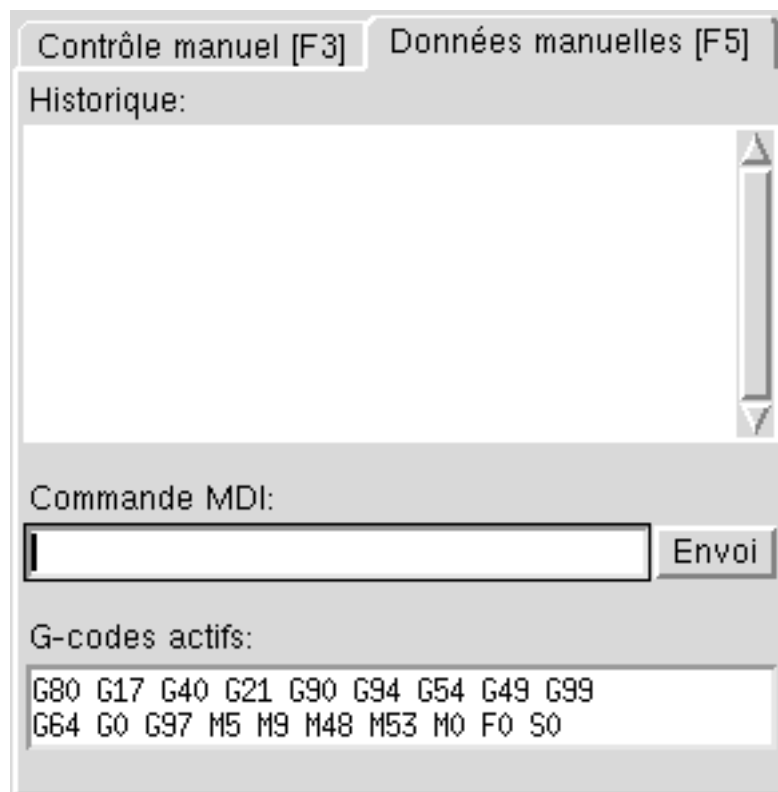 Contrôle manuel [F3] Données manuelles [F5]
Historique:
Commande MDI:
Envoi
G-codes actifs:
G80 G17 G40 G21 G90 G94 G54 G49 G99
G64 G0 G97 M5 M9 M48 M53 M0 F0 S0